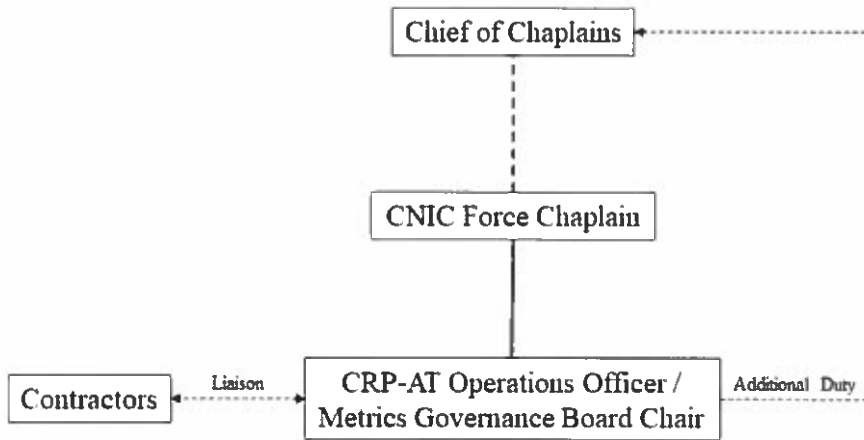 Chief of Chaplains
CNIC Force Chaplain
Contractors
Liaison
CRP-AT Operations Officer /
Metrics Governance Board Chair
Additional Duty